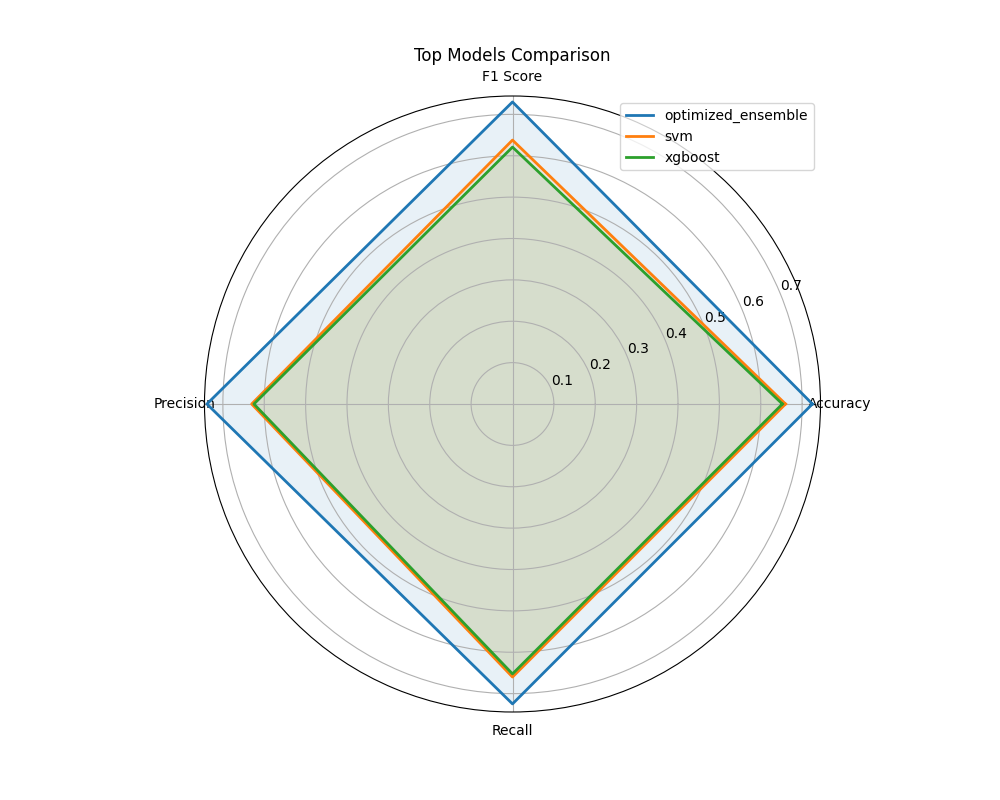 Top Models Comparison
F1 Score
optimized_ensemble
svm
xgboost
0.7
0.6
0.5
0.4
0.3
0.2
0.1
Precision
Accuracy
Recall